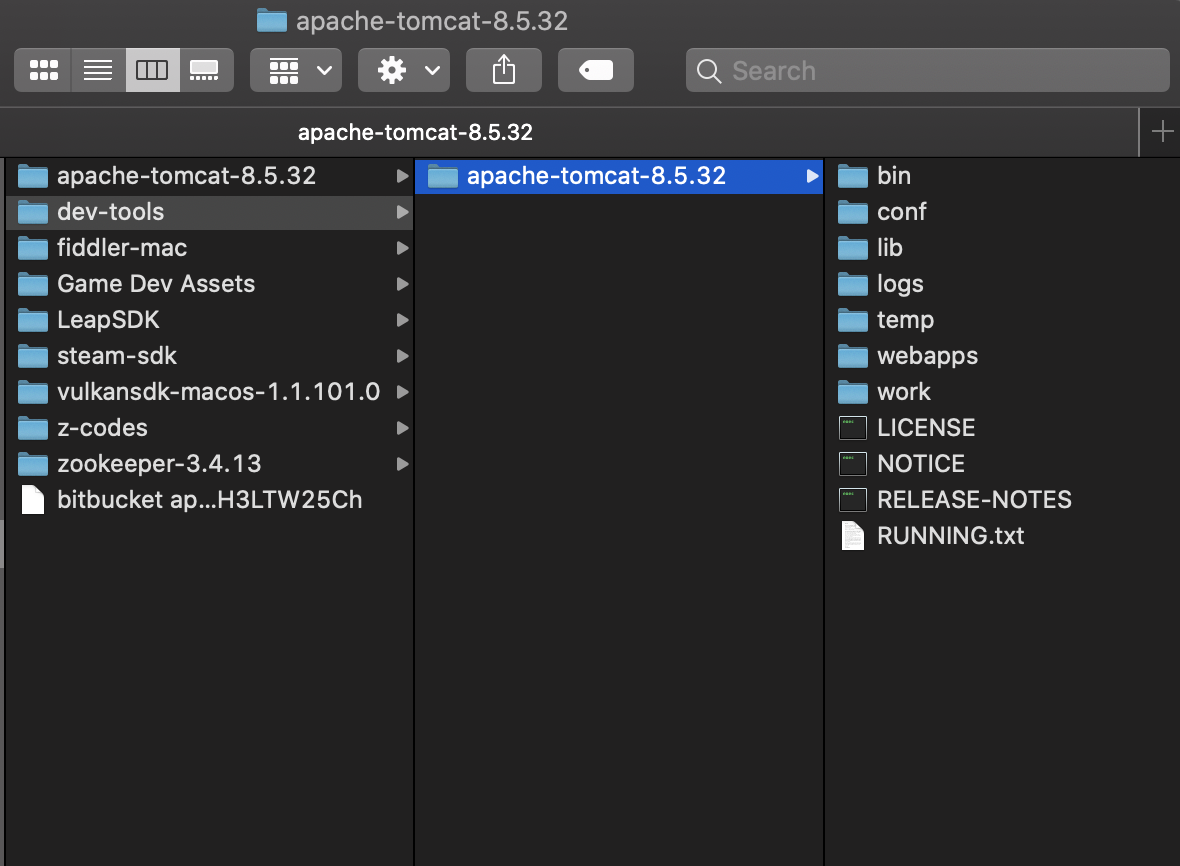 apache-tomcat-8.5.32
Search
apache-tomcat-8.5.32
apache-tomcat-8.5.32
dev-tools
fiddler-mac
Game Dev Assets
LeapSDK
steam-sdk
vulkansdk-macos-1.1.101.0
z-codes
zookeeper-3.4.13
bitbucket ap...H3LTW25Ch
apache-tomcat-8.5.32
bin
conf
lib
logs
temp
webapps
work
LICENSE
NOTICE
RELEASE-NOTES
RUNNING.txt